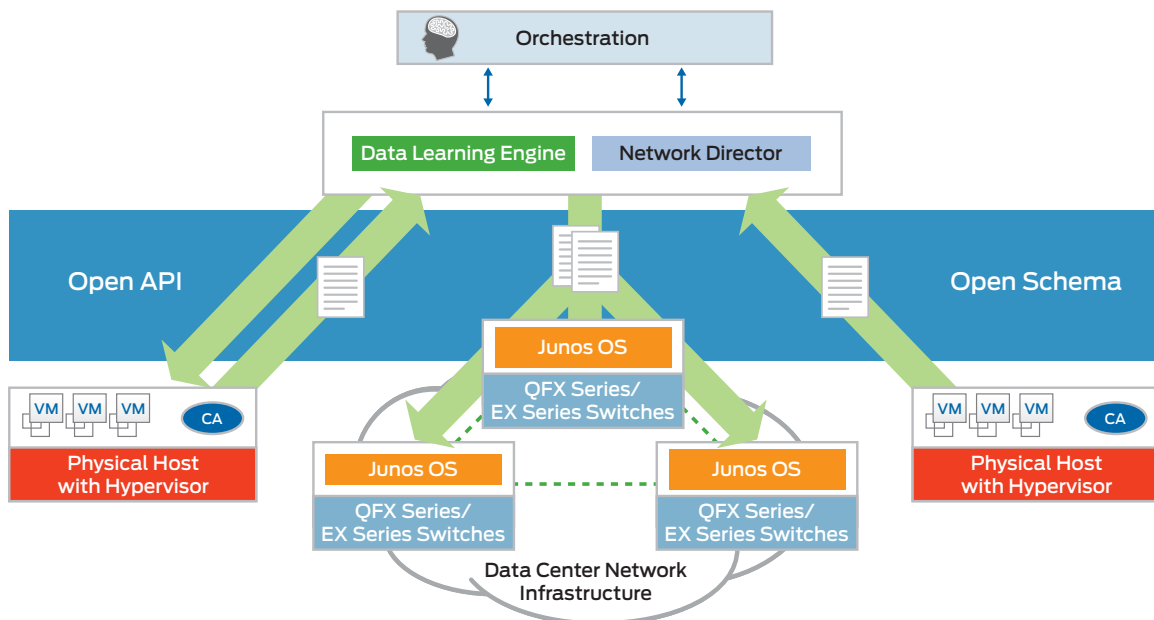 Orchestration
Data Learning Engine
Network Director
Open API
Open Schema
Junos OS
QFX Series/
EX Series Switches
VM VM VM
CA
Physical Host
with Hypervisor
Junos OS
QFX Series/
EX Series Switches
Junos OS
QFX Series/
EX Series Switches
VM VM VM
CA
Physical Host
with Hypervisor
Data Center Network
Infrastructure